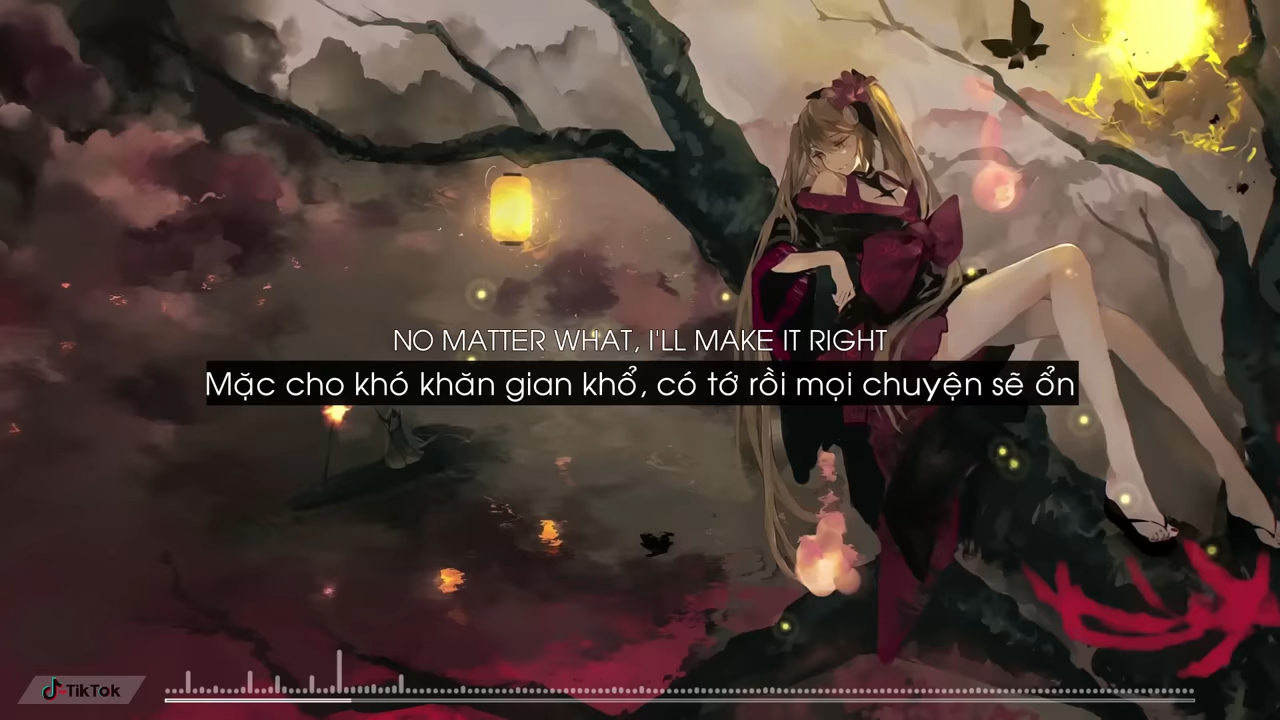 NO MATTER WHAT, I'LL MAKE IT RIGHT
Mặc cho khó khăn gian khổ, có tớ rồi mọi chuyện sẽ ổn
TikTok